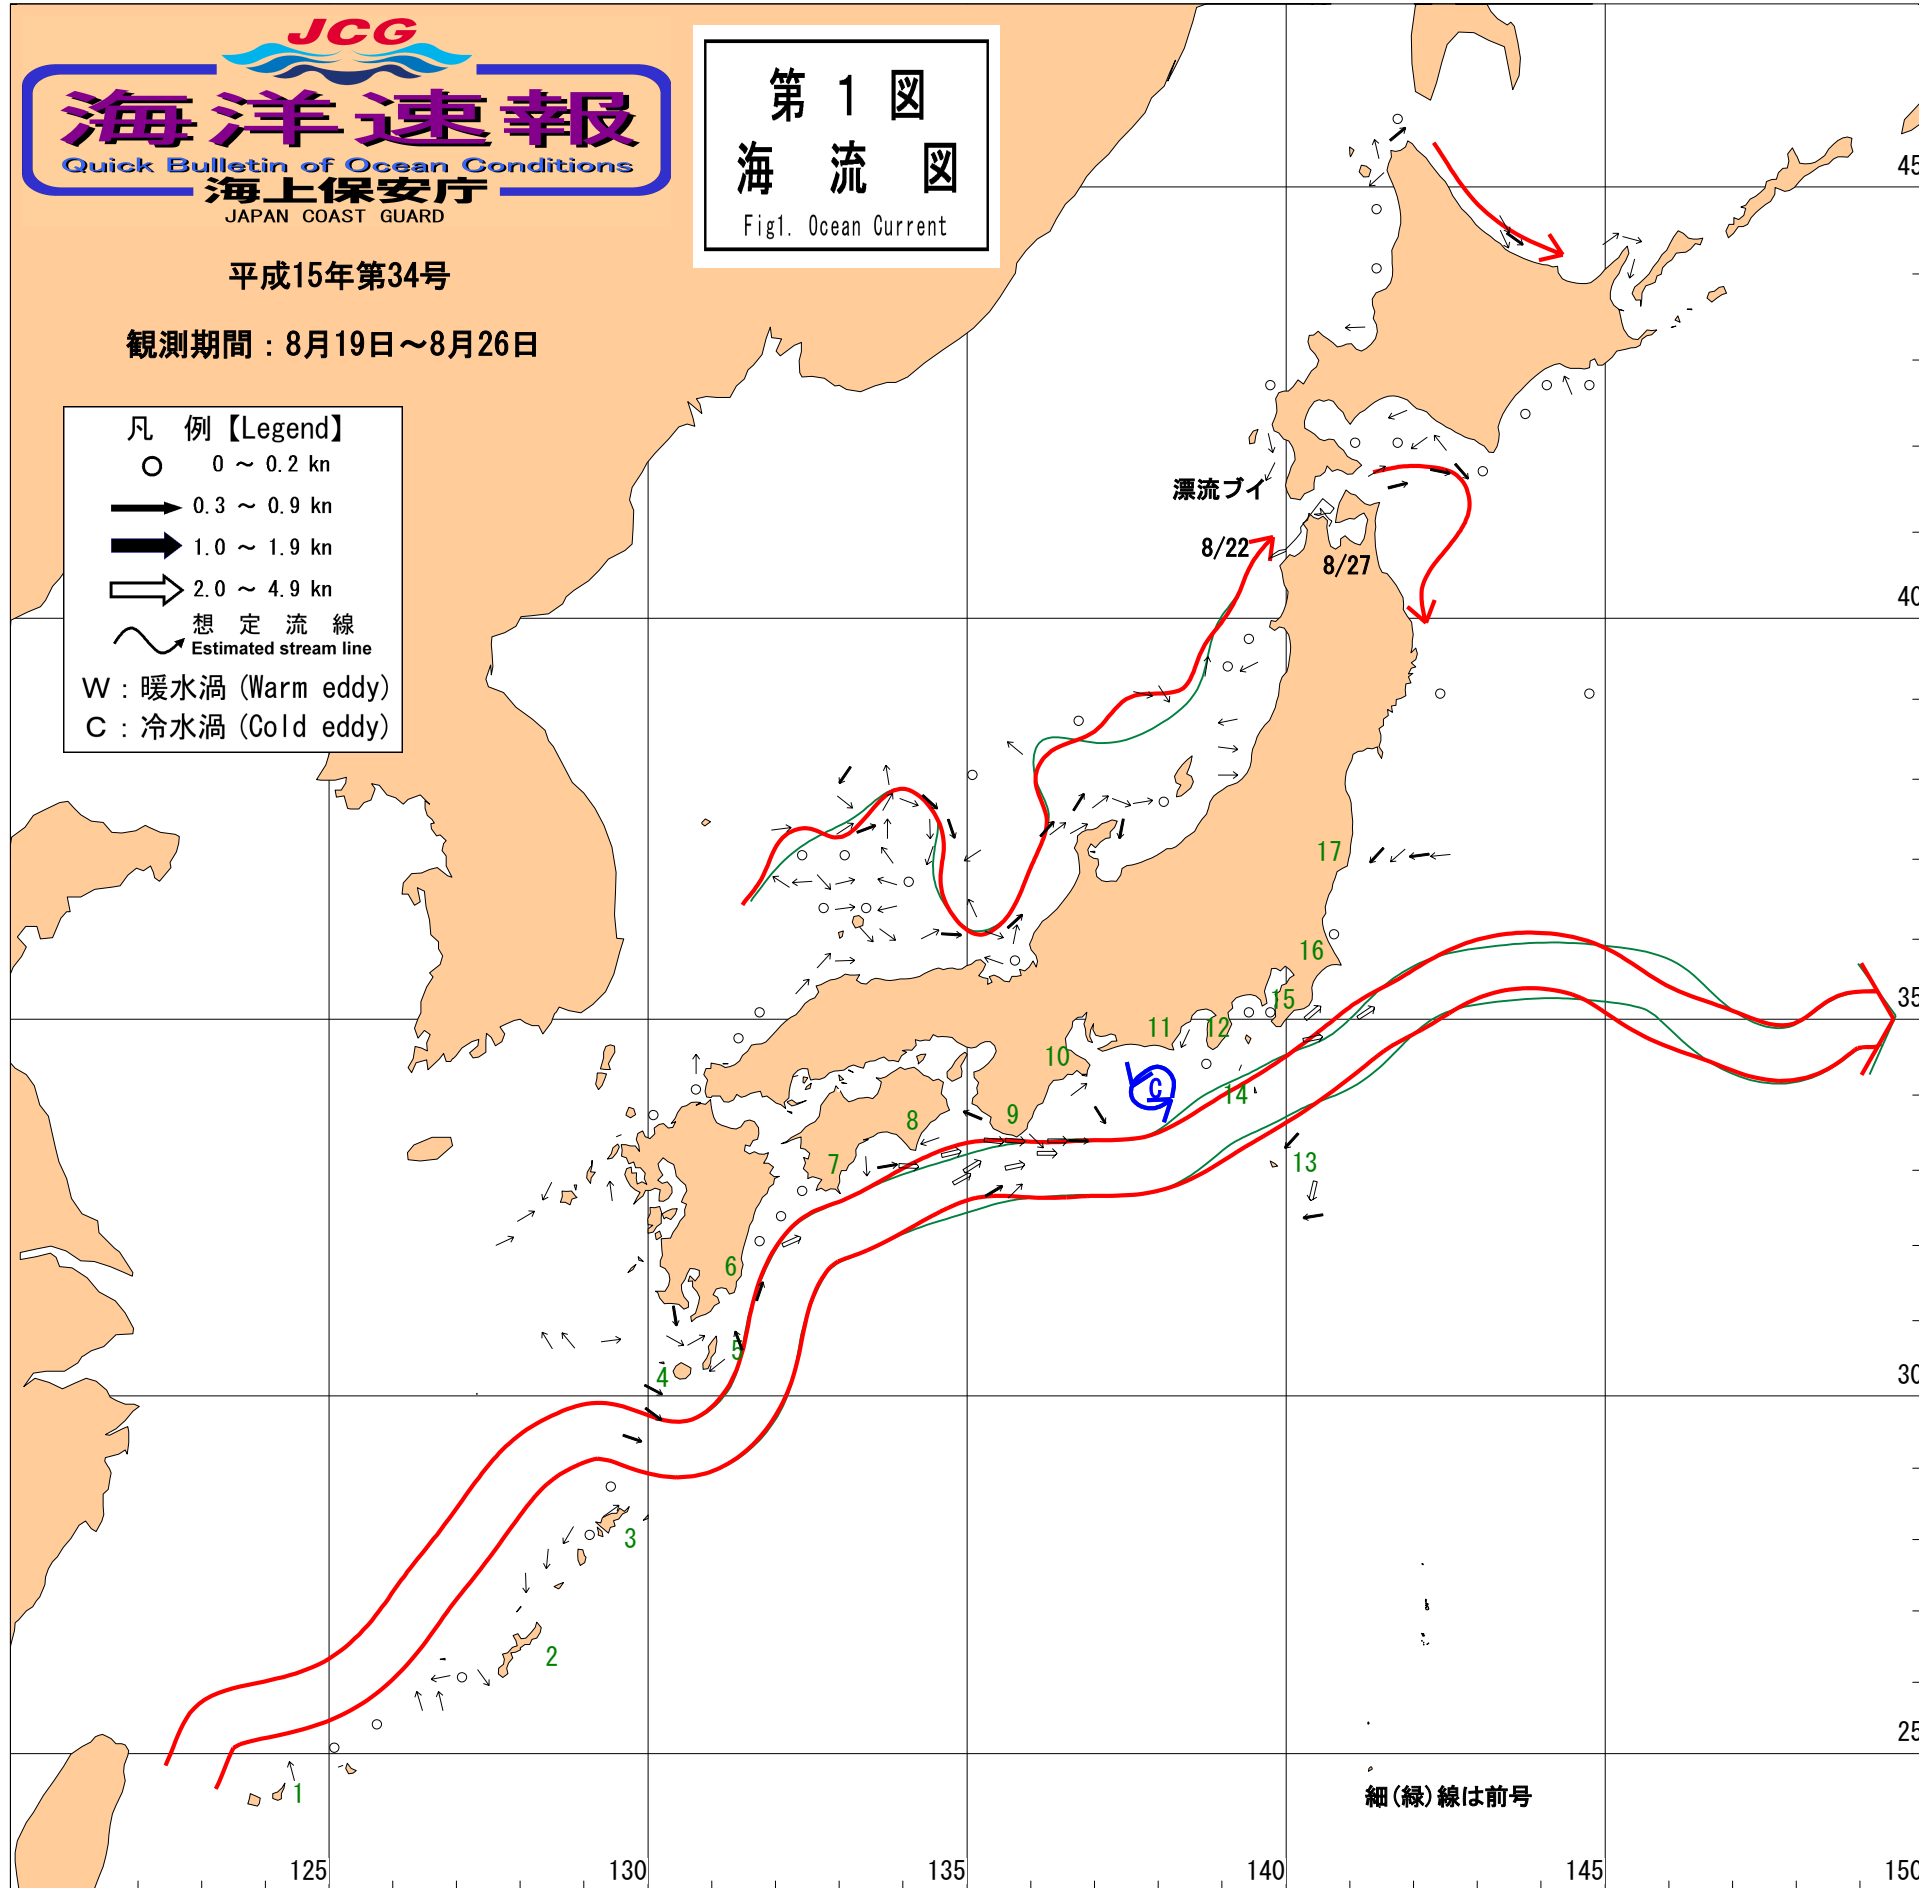 JCG
海洋速報
Quick Bulletin of Ocean Conditions
海上保安庁
JAPAN COAST GUARD
平成15年第34号
観測期間：8月19日～8月26日
第 1 図
海 流 図
Fig1. Ocean Current
凡 例【Legend】
0 ～ 0.2 kn
0.3 ～ 0.9 kn
1.0 ～ 1.9 kn
2.0 ～ 4.9 kn
想 定 流 線
Estimated stream line
W：暖水渦(Warm eddy)
C：冷水渦(Cold eddy)
45
漂流ブイ
8/22
8/27
40
17
16
15
35
11
12
10
C
14
9
8
7
13
6
5
4
30
3
2
25
1
細(緑)線は前号
125
130
135
140
145
150